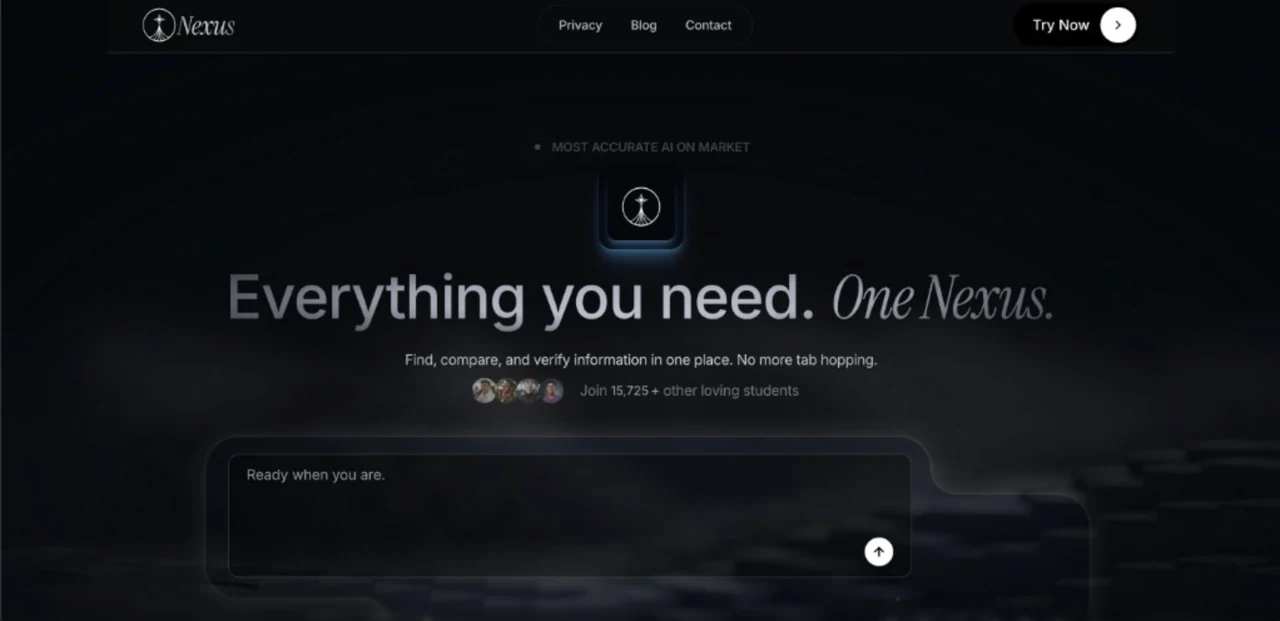 Nexus
Privacy Blog Contact
Try Now
MOST ACCURATE AI ON MARKET
Everything you need. One Nexus.
Find, compare, and verify information in one place. No more tab hopping.
Join 15,725 + other loving students
Ready when you are.